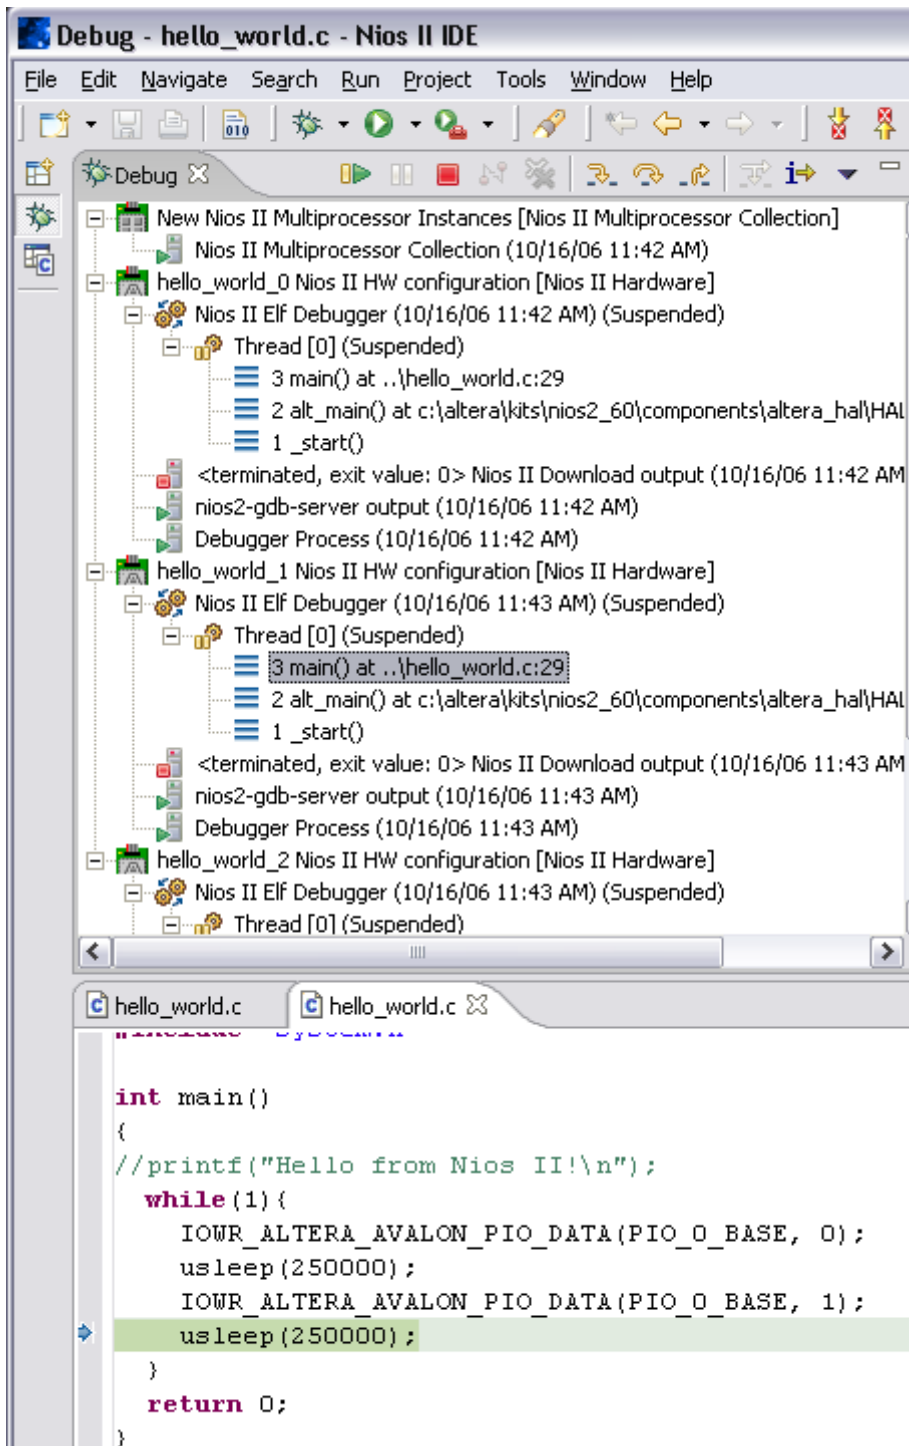 Debug - hello_world.c - Nios II IDE
File Edit Navigate Search Run Project Tools Window Help
010
Debug
New Nios II Multiprocessor Instances [Nios II Multiprocessor Collection]
Nios II Multiprocessor Collection (10/16/06 11:42 AM)
hello_world_0 Nios II HW configuration [Nios II Hardware]
Nios II Elf Debugger (10/16/06 11:42 AM) (Suspended)
Thread [0] (Suspended)
3 main() at ..\hello_world.c:29
2 alt_main() at c:\altera\kits\nios2_60\components\altera_hal\HAL
1 _start()
<terminated, exit value: 0> Nios II Download output (10/16/06 11:42 AM
nios2-gdb-server output (10/16/06 11:42 AM)
Debugger Process (10/16/06 11:42 AM)
hello_world_1 Nios II HW configuration [Nios II Hardware]
Nios II Elf Debugger (10/16/06 11:43 AM) (Suspended)
Thread [0] (Suspended)
3 main() at ..\hello_world.c:29
2 alt_main() at c:\altera\kits\nios2_60\components\altera_hal\HAL
1 _start()
<terminated, exit value: 0> Nios II Download output (10/16/06 11:43 AM
nios2-gdb-server output (10/16/06 11:43 AM)
Debugger Process (10/16/06 11:43 AM)
hello_world_2 Nios II HW configuration [Nios II Hardware]
Nios II Elf Debugger (10/16/06 11:43 AM) (Suspended)
Thread [0] (Suspended)
hello_world.c hello_world.c
int main()
{
//printf("Hello from Nios II!\n");
while(1){
IOWR_ALTERA_AVALON_PIO_DATA(PIO_0_BASE, 0);
usleep(250000);
IOWR_ALTERA_AVALON_PIO_DATA(PIO_0_BASE, 1);
usleep(250000);
}
return 0;
}